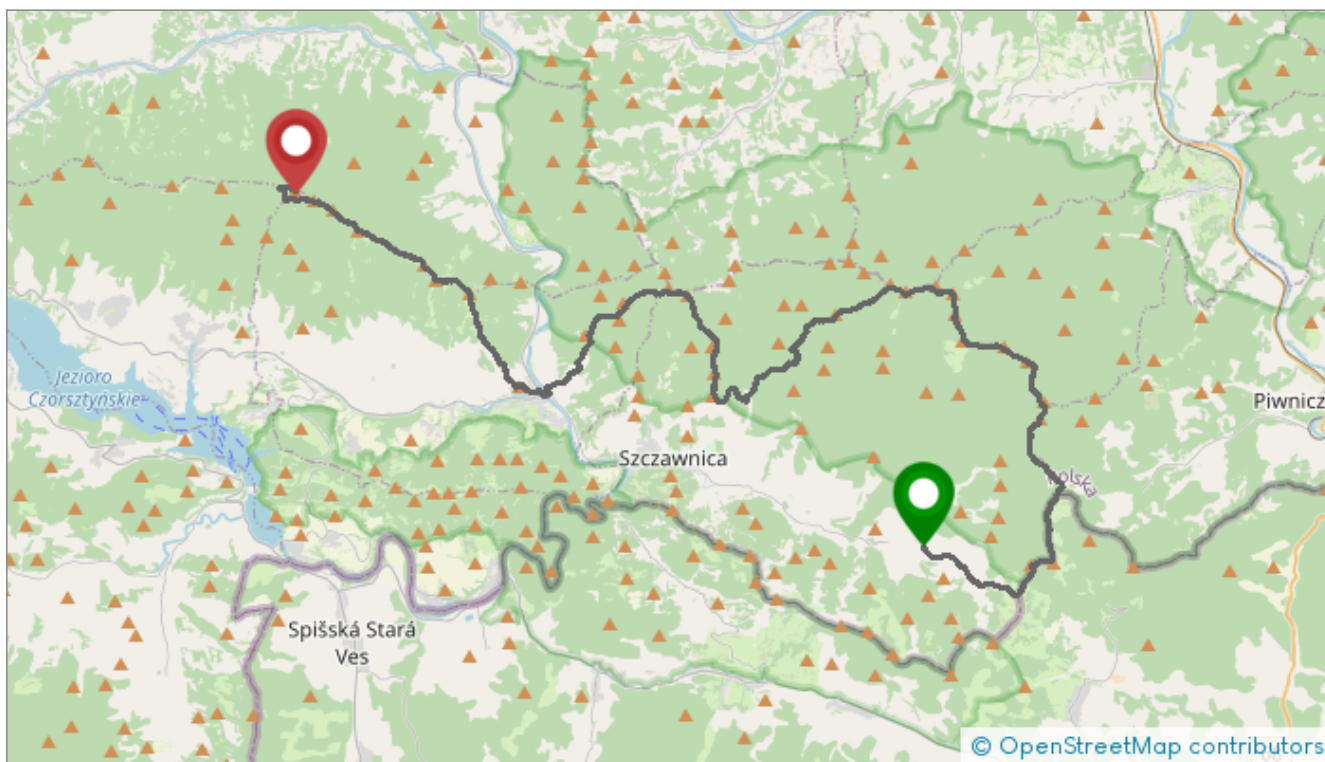 Jezioro
Czorsztyńskie
Piwnicz
Szczawnica
Polska
Spišská Stará
Ves
© OpenStreetMap contributors